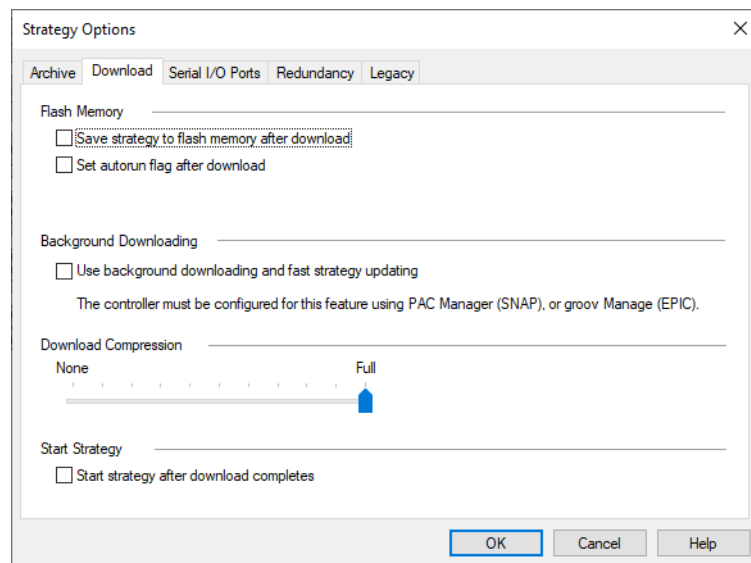 Strategy Options
Archive Download Serial I/O Ports Redundancy Legacy
Flash Memory
Save strategy to flash memory after download
Set autorun flag after download
Background Downloading
Use background downloading and fast strategy updating
The controller must be configured for this feature using PAC Manager (SNAP), or groov Manage (EPIC).
Download Compression
None Full
Start Strategy
Start strategy after download completes
OK Cancel Help